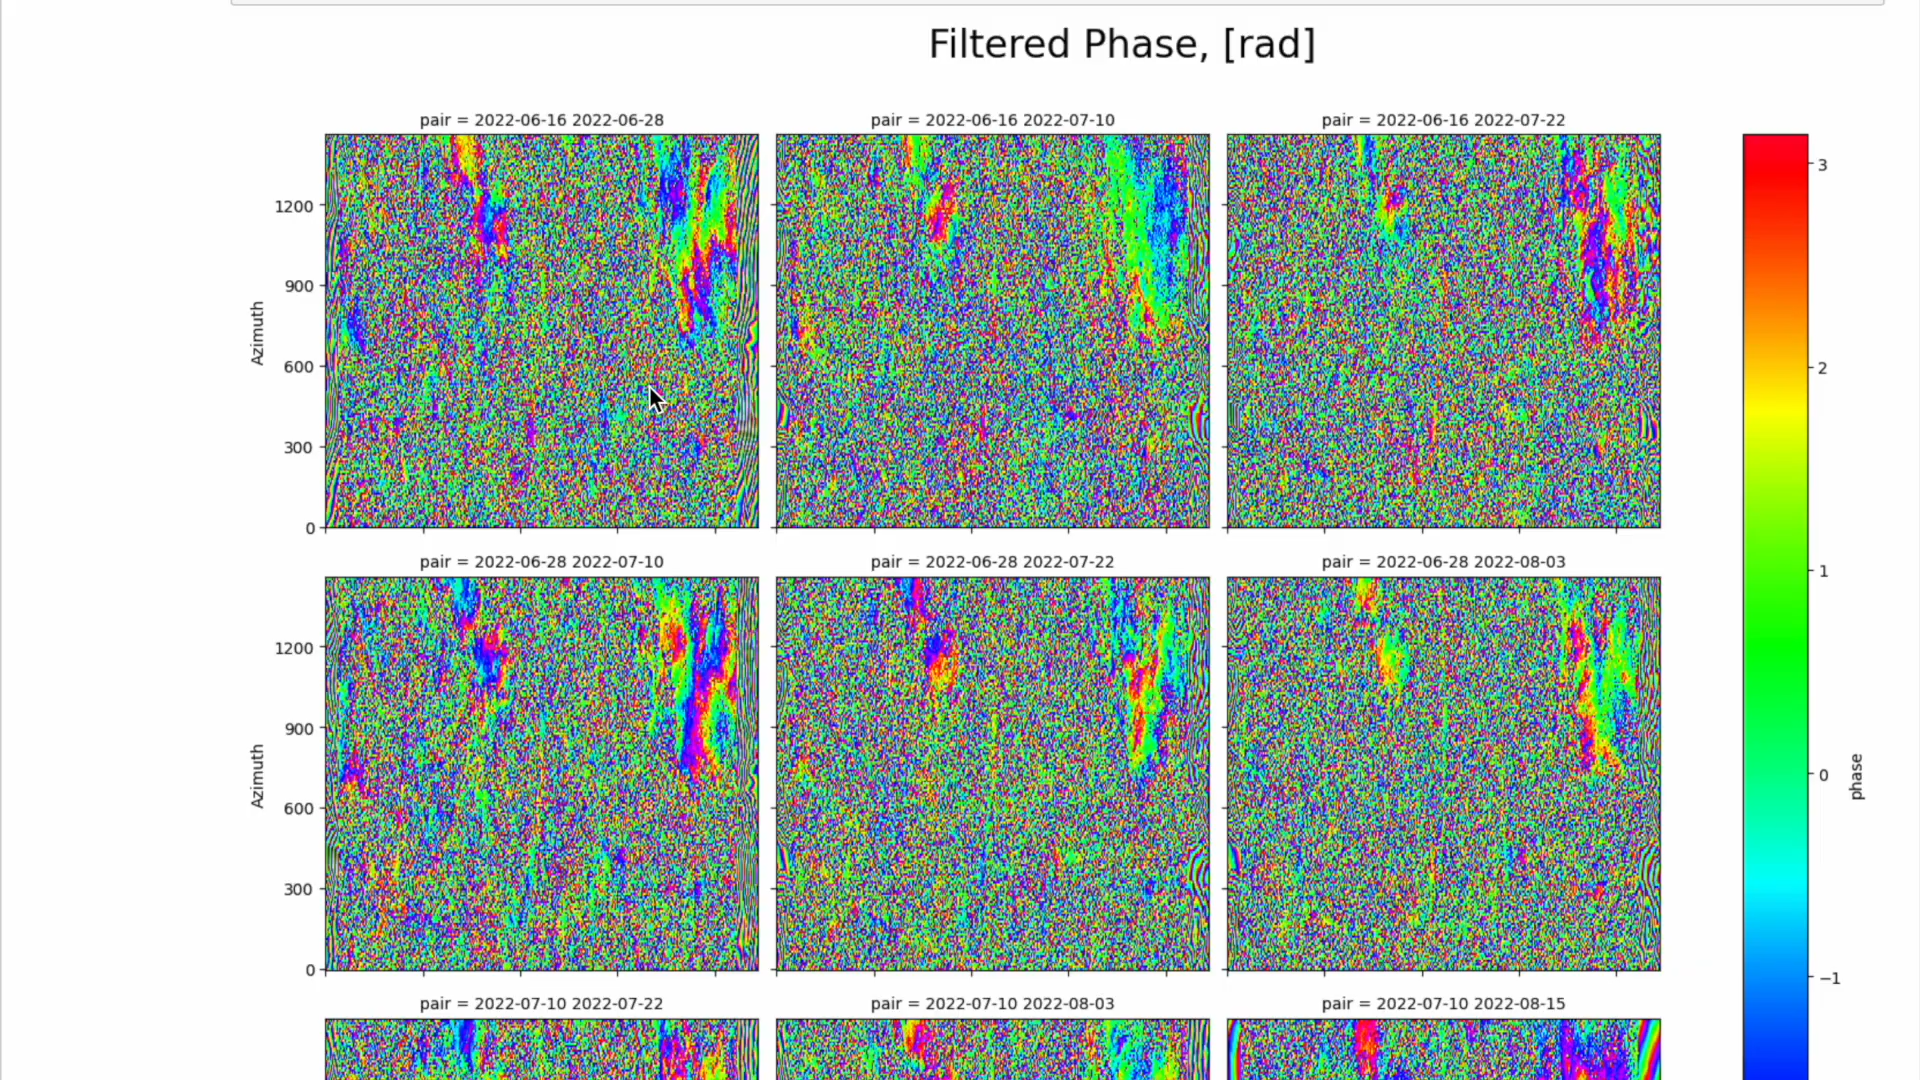 Filtered Phase, [rad]
pair = 2022-06-16 2022-06-28
pair = 2022-06-16 2022-07-10
pair = 2022-06-16 2022-07-22
1200
900
600
300
0
Azimuth
pair = 2022-06-28 2022-07-10
pair = 2022-06-28 2022-07-22
pair = 2022-06-28 2022-08-03
1200
900
600
300
0
Azimuth
pair = 2022-07-10 2022-07-22
pair = 2022-07-10 2022-08-03
pair = 2022-07-10 2022-08-15
3
2
1
0
−1
phase